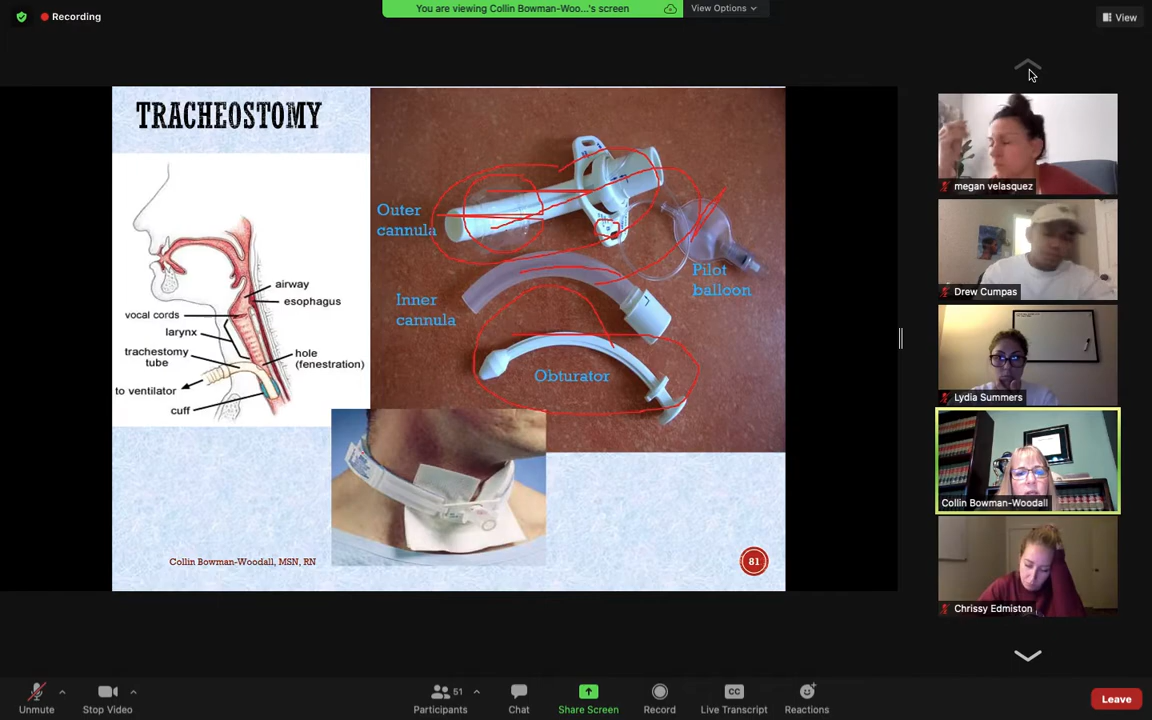 Recording
You are viewing Collin Bowman-Woo...'s screen
View Options
View
TRACHEOSTOMY
Outer
cannula
Inner
cannula
Obturator
Pilot
balloon
airway
esophagus
vocal cords
larynx
trachestomy
tube
hole
(fenestration)
to ventilator
cuff
Collin Bowman-Woodall, MSN, RN
81
megan velasquez
Drew Cumpas
Lydia Summers
Collin Bowman-Woodall
Chrissy Edmiston
Unmute
Stop Video
51
Participants
Chat
Share Screen
Record
CC
Live Transcript
Reactions
Leave